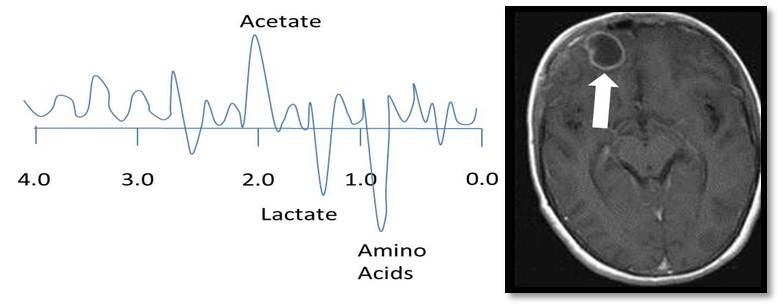 Acetate
4.0 3.0 2.0 1.0 0.0
Lactate
Amino
Acids